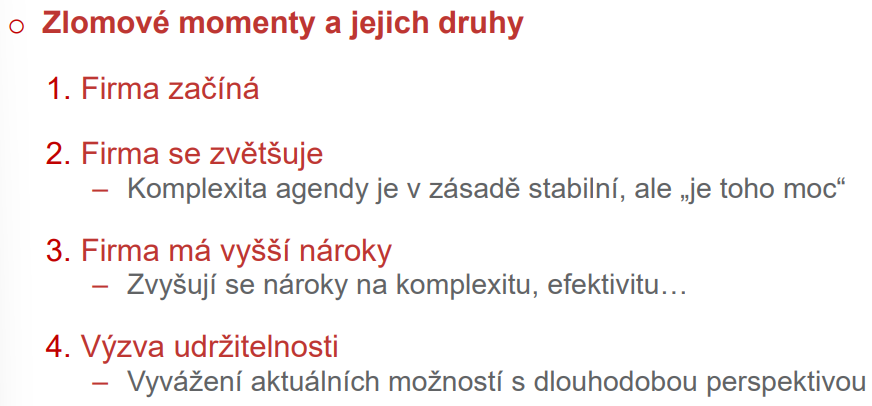 ○ Zlomové momenty a jejich druhy
1. Firma začíná
2. Firma se zvětšuje
– Komplexita agendy je v zásadě stabilní, ale „je toho moc“
3. Firma má vyšší nároky
– Zvyšují se nároky na komplexitu, efektivitu…
4. Výzva udržitelnosti
– Vyvážení aktuálních možností s dlouhodobou perspektivou